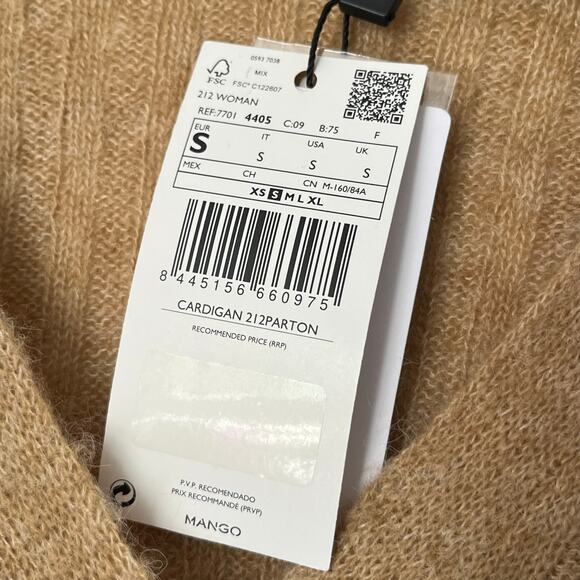 0593 7038
MIX
FSC
FSC® C122607
212 WOMAN
REF:7701 4405 C:09 B:75 F
EUR IT USA UK
S S S S
MEX CH CN M-160/84A
XS S M L XL
8 445156 660975
CARDIGAN 212PARTON
RECOMMENDED PRICE (RRP)
P.V.P. RECOMENDADO
PRIX RECOMMANDÉ (PRVP)
MANGO